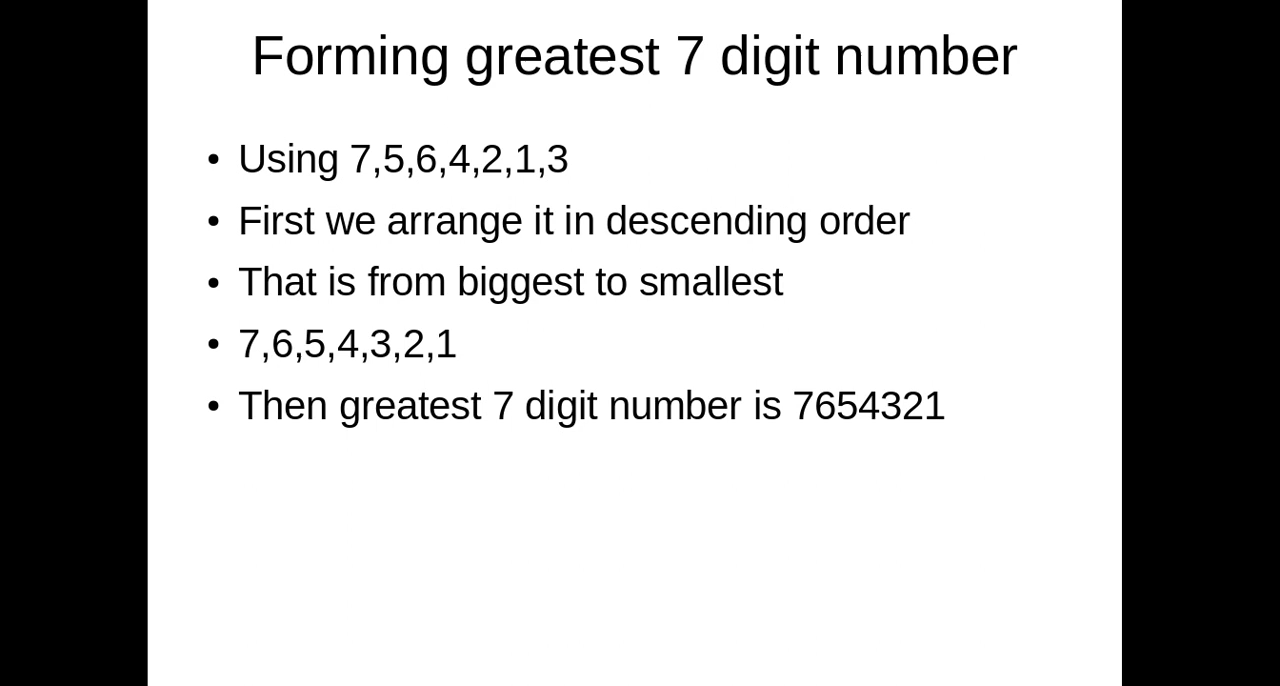 Forming greatest 7 digit number
• Using 7,5,6,4,2,1,3
• First we arrange it in descending order
• That is from biggest to smallest
• 7,6,5,4,3,2,1
• Then greatest 7 digit number is 7654321